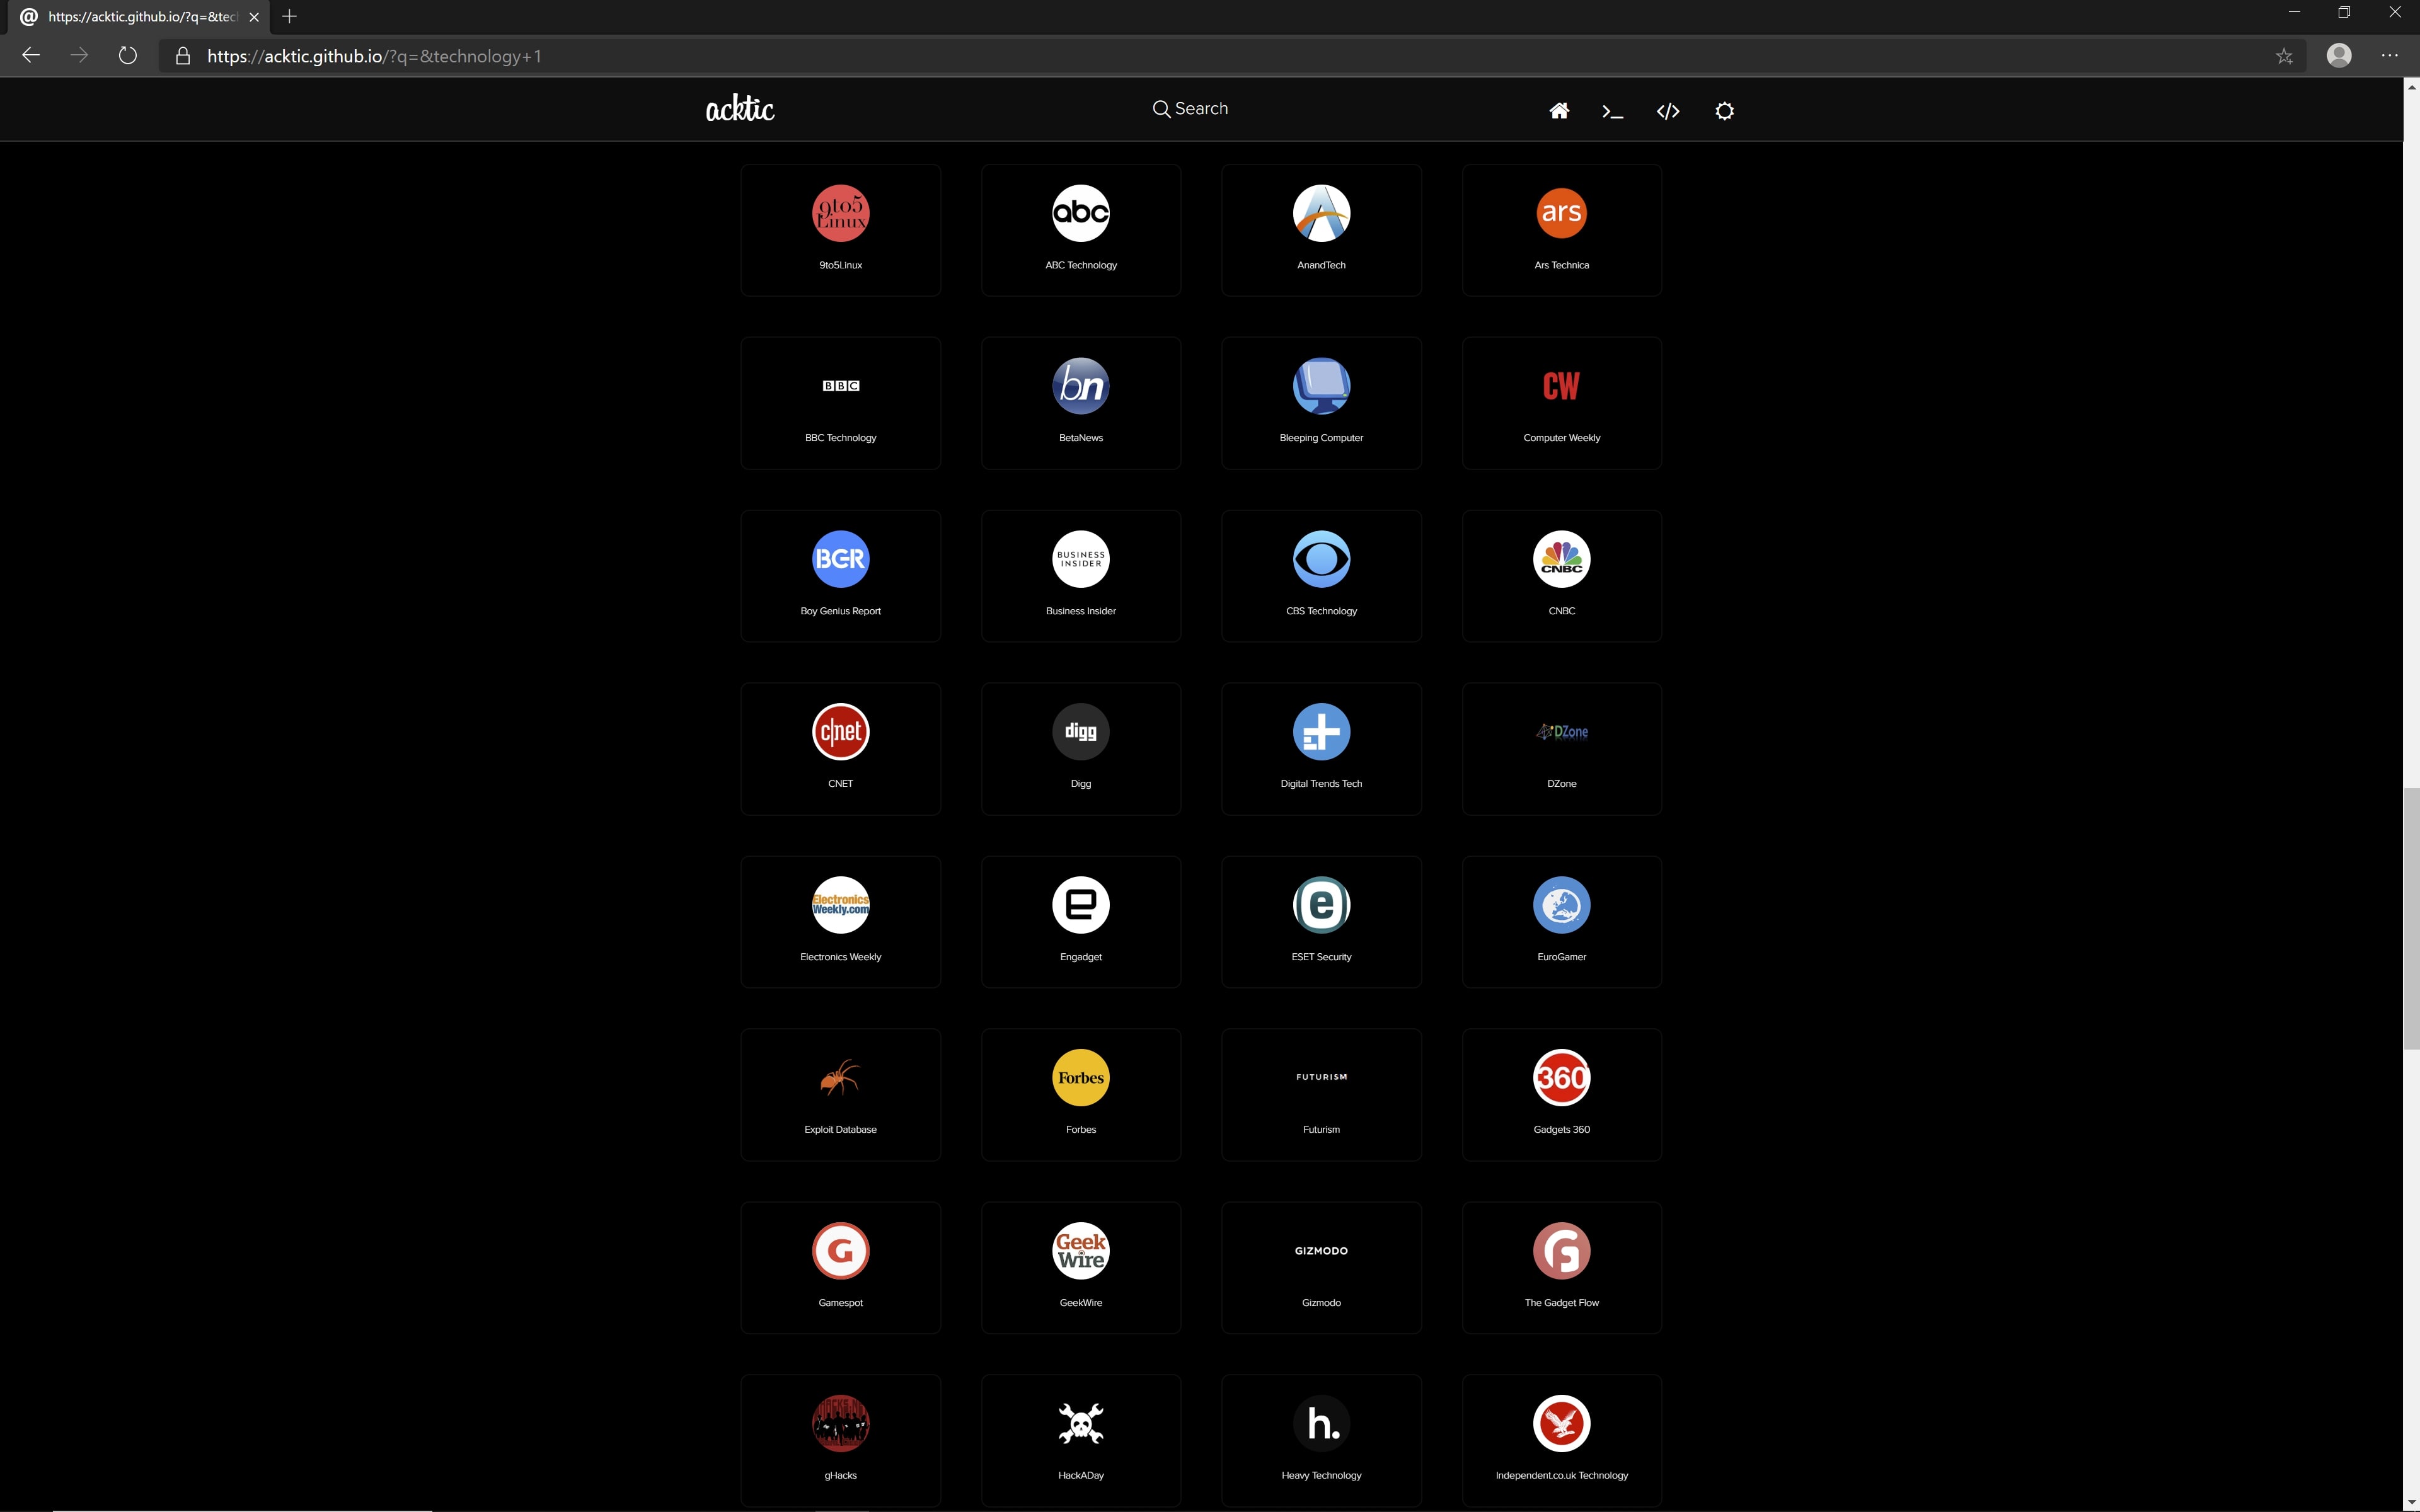 @ https://acktic.github.io/?q=&tec
https://acktic.github.io/?q=&technology+1
acktic
Search
9to5 Linux
abc
ars
9to5Linux
ABC Technology
AnandTech
Ars Technica
BBC
bn
CW
BBC Technology
BetaNews
Bleeping Computer
Computer Weekly
BGR
BUSINESS INSIDER
CNBC
Boy Genius Report
Business Insider
CBS Technology
CNBC
c|net
digg
DZone
CNET
Digg
Digital Trends Tech
DZone
Electronics Weekly.com
e
e
Electronics Weekly
Engadget
ESET Security
EuroGamer
Forbes
FUTURISM
360
Exploit Database
Forbes
Futurism
Gadgets 360
G
Geek Wire
GIZMODO
Gamespot
GeekWire
Gizmodo
The Gadget Flow
h.
gHacks
HackADay
Heavy Technology
Independent.co.uk Technology